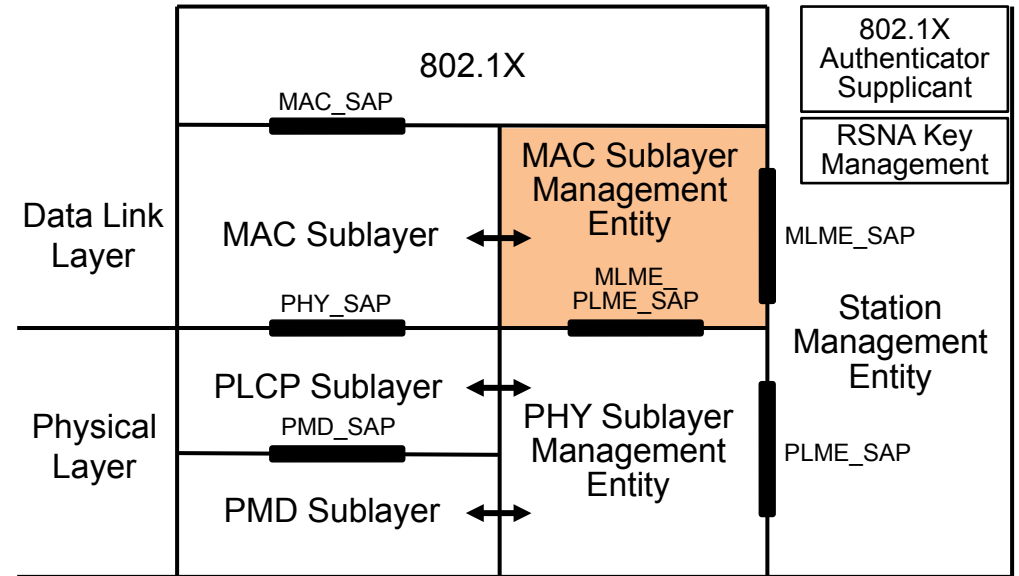 802.1X
MAC_SAP
802.1X
Authenticator
Supplicant
RSNA Key
Management
Data Link
Layer
MAC Sublayer
MAC Sublayer
Management
Entity
MLME_
PLME_SAP
MLME_SAP
PHY_SAP
Station
Management
Entity
Physical
Layer
PLCP Sublayer
PMD_SAP
PMD Sublayer
PHY Sublayer
Management
Entity
PLME_SAP